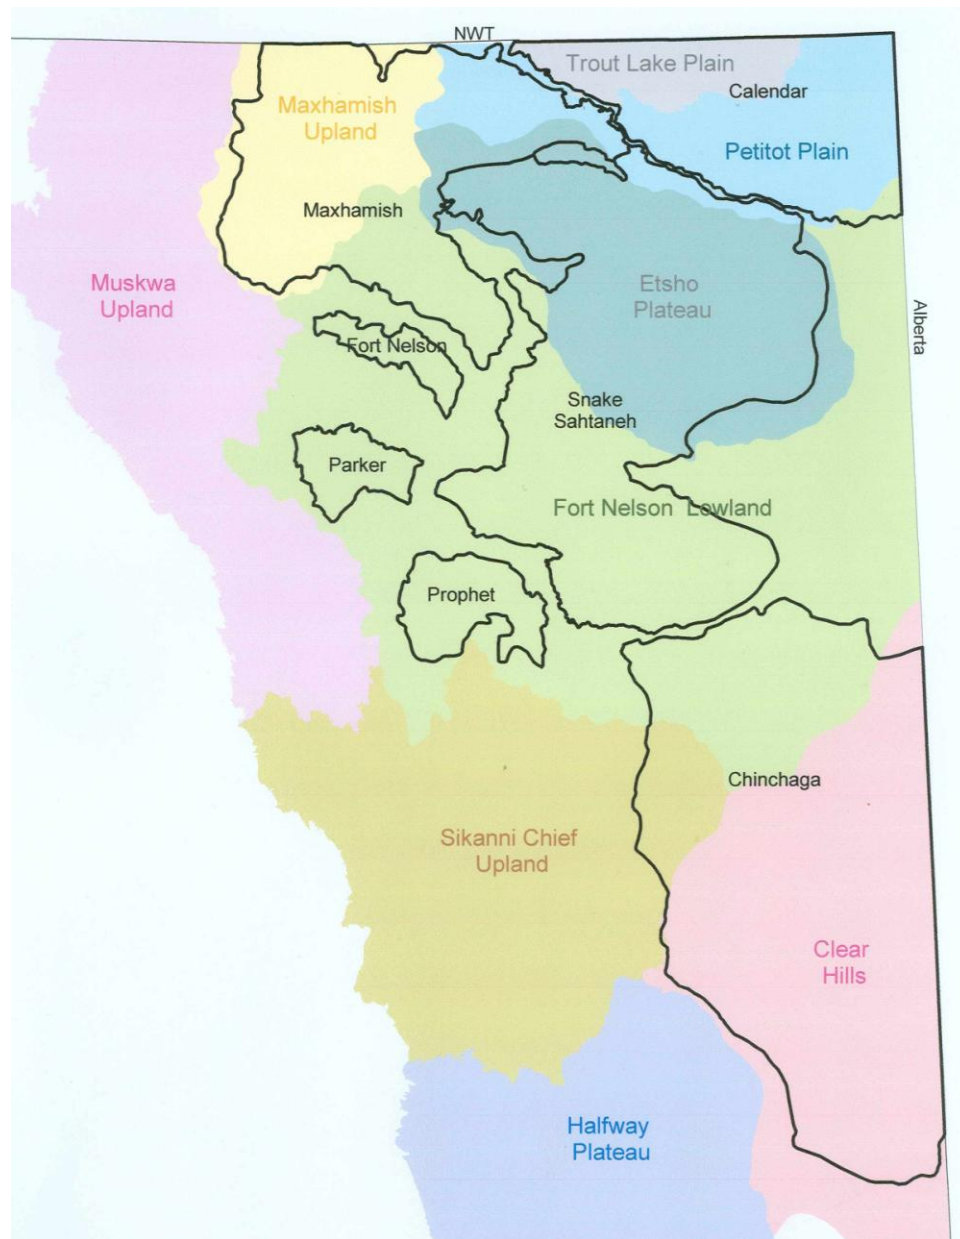 NWT
Trout Lake Plain
Calendar
Maxhamish
Upland
Petitot Plain
Maxhamish
Muskwa
Upland
Etsho
Plateau
Alberta
Fort Nelson
Snake
Sahtaneh
Parker
Fort Nelson Lowland
Prophet
Chinchaga
Sikanni Chief
Upland
Clear
Hills
Halfway
Plateau